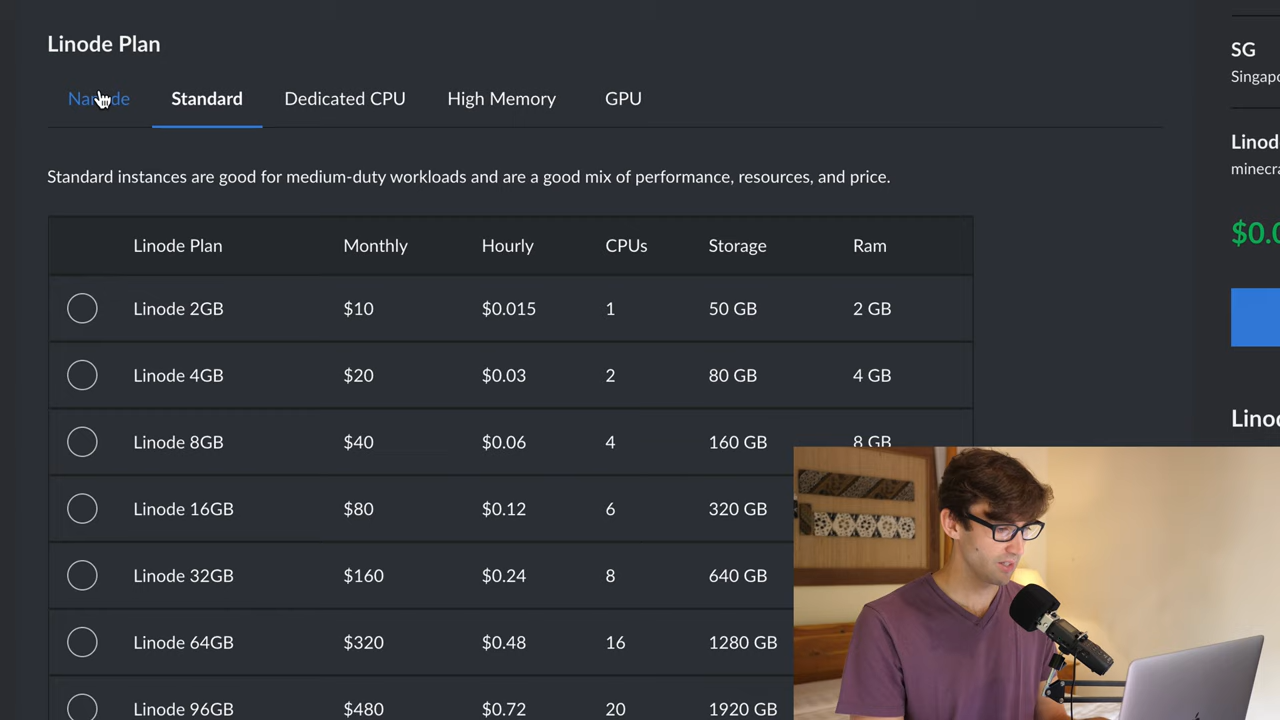 Linode Plan
Standard Dedicated CPU High Memory GPU
Standard instances are good for medium-duty workloads and are a good mix of performance, resources, and price.
Linode Plan Monthly Hourly CPUs Storage Ram
Linode 2GB $10 $0.015 1 50 GB 2 GB
Linode 4GB $20 $0.03 2 80 GB 4 GB
Linode 8GB $40 $0.06 4 160 GB 8 GB
Linode 16GB $80 $0.12 6 320 GB
Linode 32GB $160 $0.24 8 640 GB
Linode 64GB $320 $0.48 16 1280 GB
Linode 96GB $480 $0.72 20 1920 GB
SG